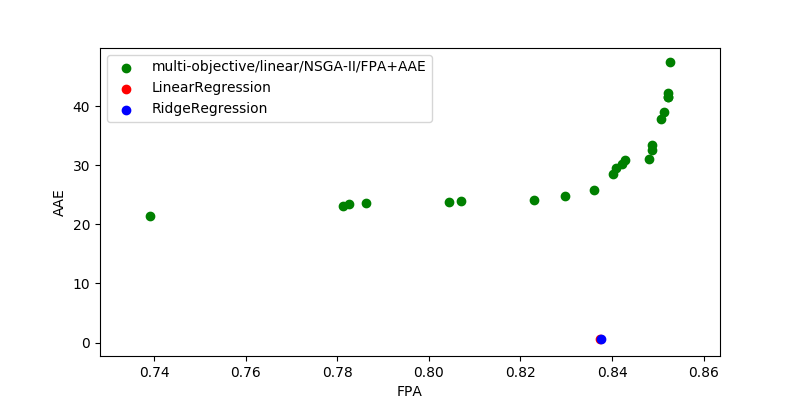 multi-objective/linear/NSGA-II/FPA+AAE
LinearRegression
RidgeRegression
40
30
20
10
0
AAE
0.74 0.76 0.78 0.80 0.82 0.84 0.86
FPA